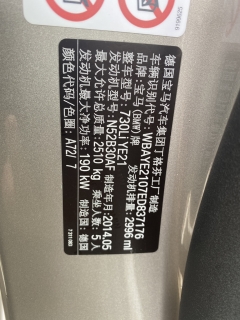 德国宝马汽车集团丁格芬工厂制造
车辆识别代号: WBAYE2107ED837176
品牌: 宝马(BMW)牌
整车型号: 730Li YE21 发动机排量: 2996 ml
发动机型号: N52B30AF 制造年月: 2014.05
最大允许总质量: 2510 kg 乘坐人数: 5 人
发动机最大净功率: 190 kW 制造国: 德国
颜色代码/色圈: A72/ 7